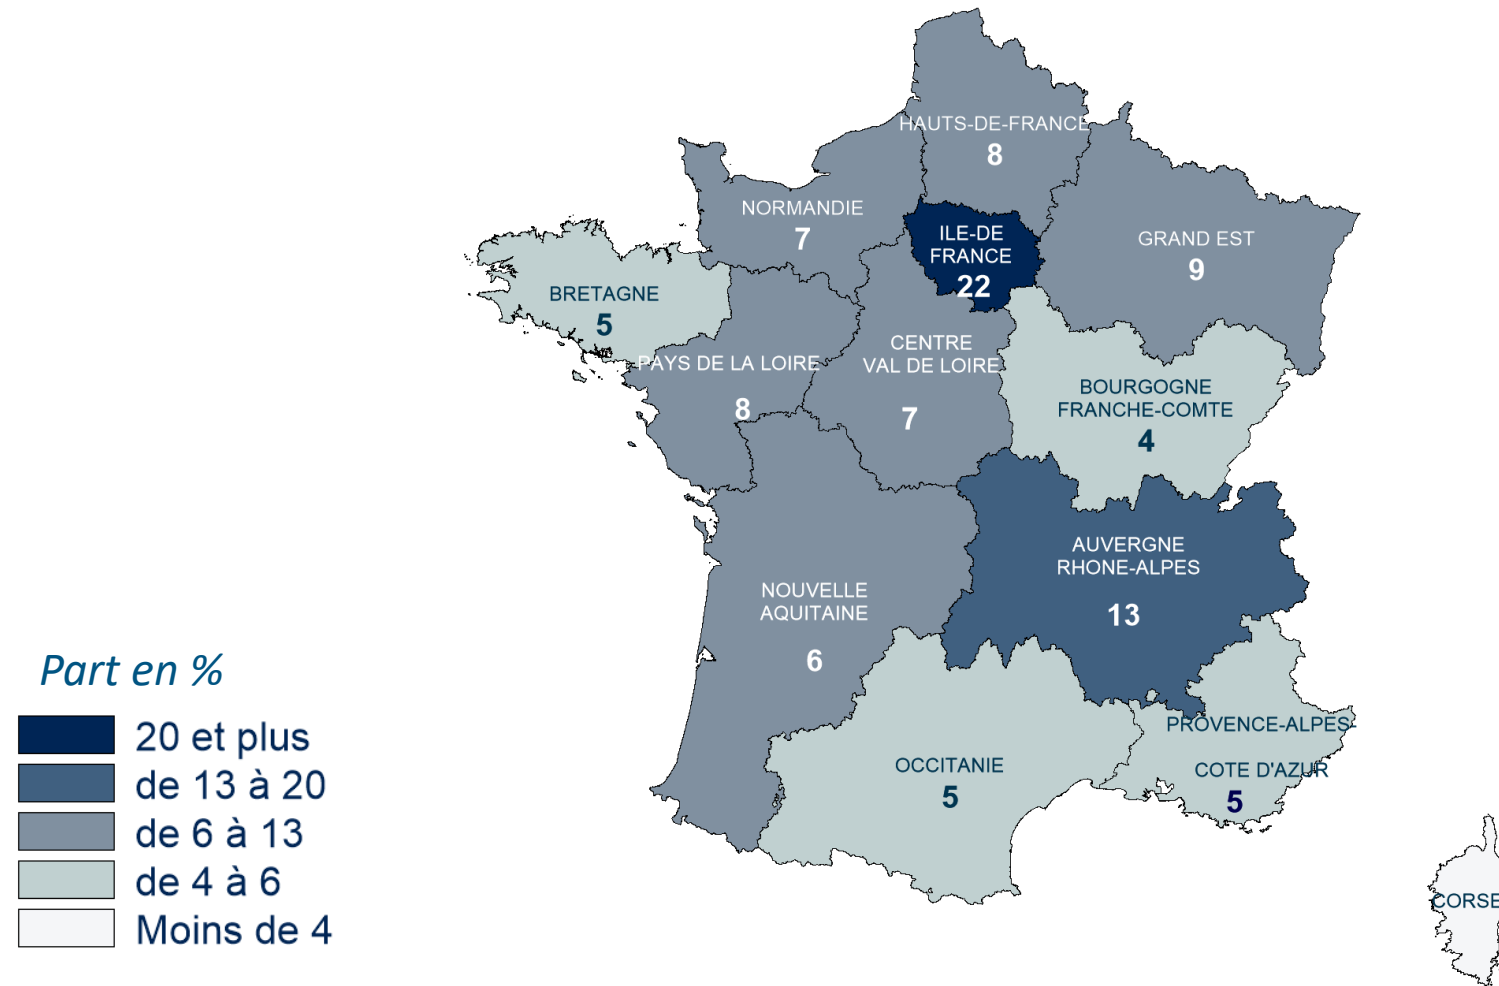 HAUTS-DE-FRANCE
8
NORMANDIE
7
ILE-DE
FRANCE
22
GRAND EST
9
BRETAGNE
5
PAYS DE LA LOIRE
8
CENTRE
VAL DE LOIRE
7
BOURGOGNE
FRANCHE-COMTE
4
AUVERGNE
RHONE-ALPES
13
NOUVELLE
AQUITAINE
6
OCCITANIE
5
PROVENCE-ALPES-
COTE D'AZUR
5
CORSE
Part en %
20 et plus
de 13 à 20
de 6 à 13
de 4 à 6
Moins de 4